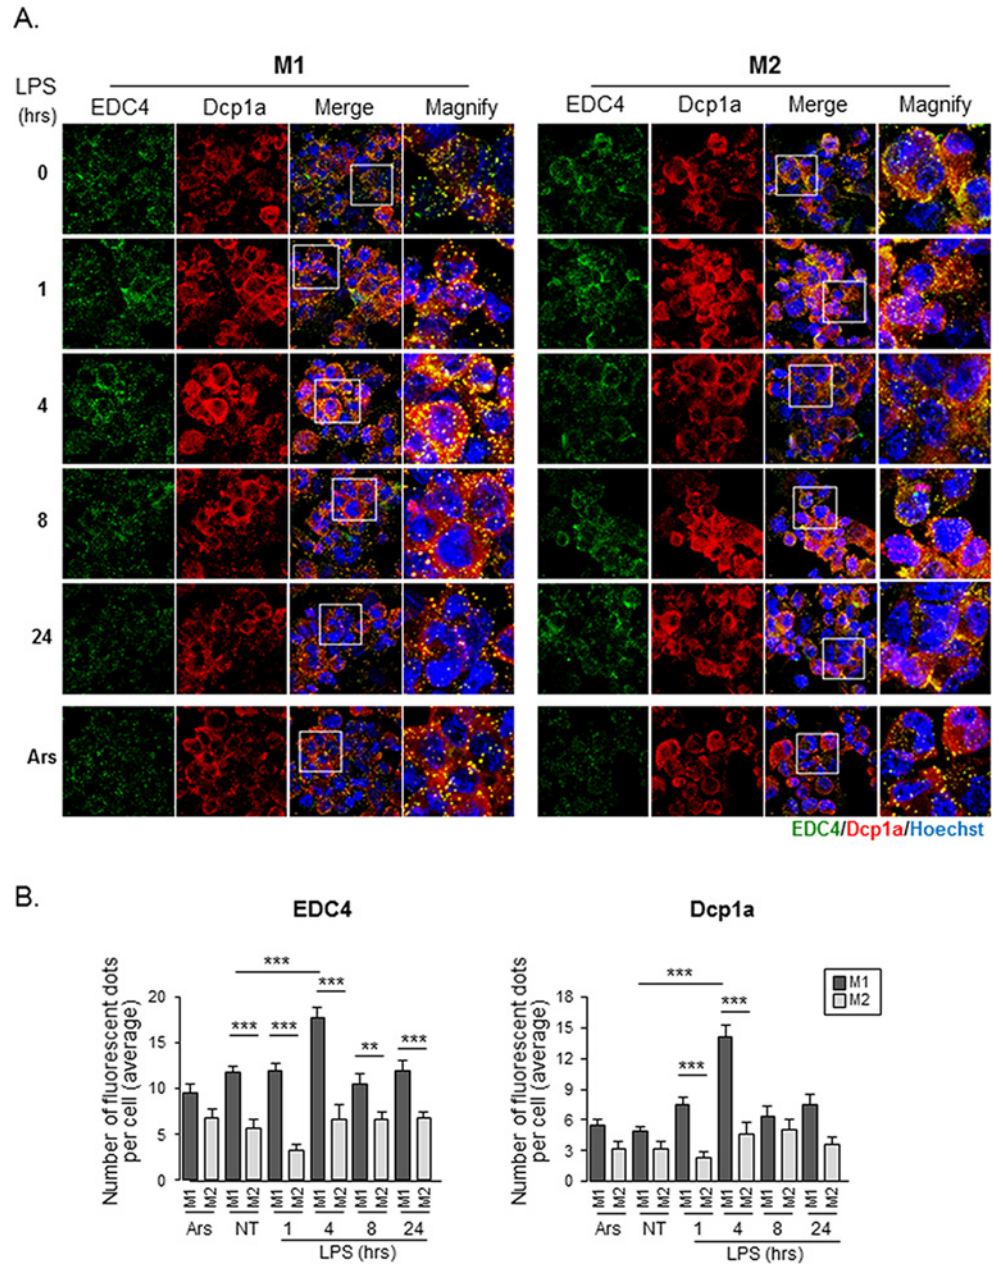 A.
M1 M2
LPS
(hrs) EDC4 Dcp1a Merge Magnify EDC4 Dcp1a Merge Magnify
0
1
4
8
24
Ars
EDC4/Dcp1a/Hoechst
B.
EDC4
Number of fluorescent dots
per cell (average)
20
15
10
5
0
***
***
***
***
**
***
M1 M2 M1 M2 M1 M2 M1 M2 M1 M2 M1 M2
Ars NT 1 4 8 24
LPS (hrs)
Dcp1a
Number of fluorescent dots
per cell (average)
18
15
12
9
6
3
0
***
***
***
M1 M2 M1 M2 M1 M2 M1 M2 M1 M2 M1 M2
Ars NT 1 4 8 24
LPS (hrs)
M1
M2